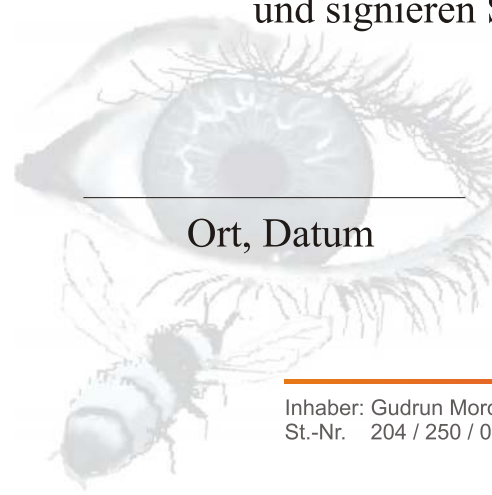 und signieren
Ort, Datum
Inhaber: Gudrun
St.-Nr. 204 / 250 /